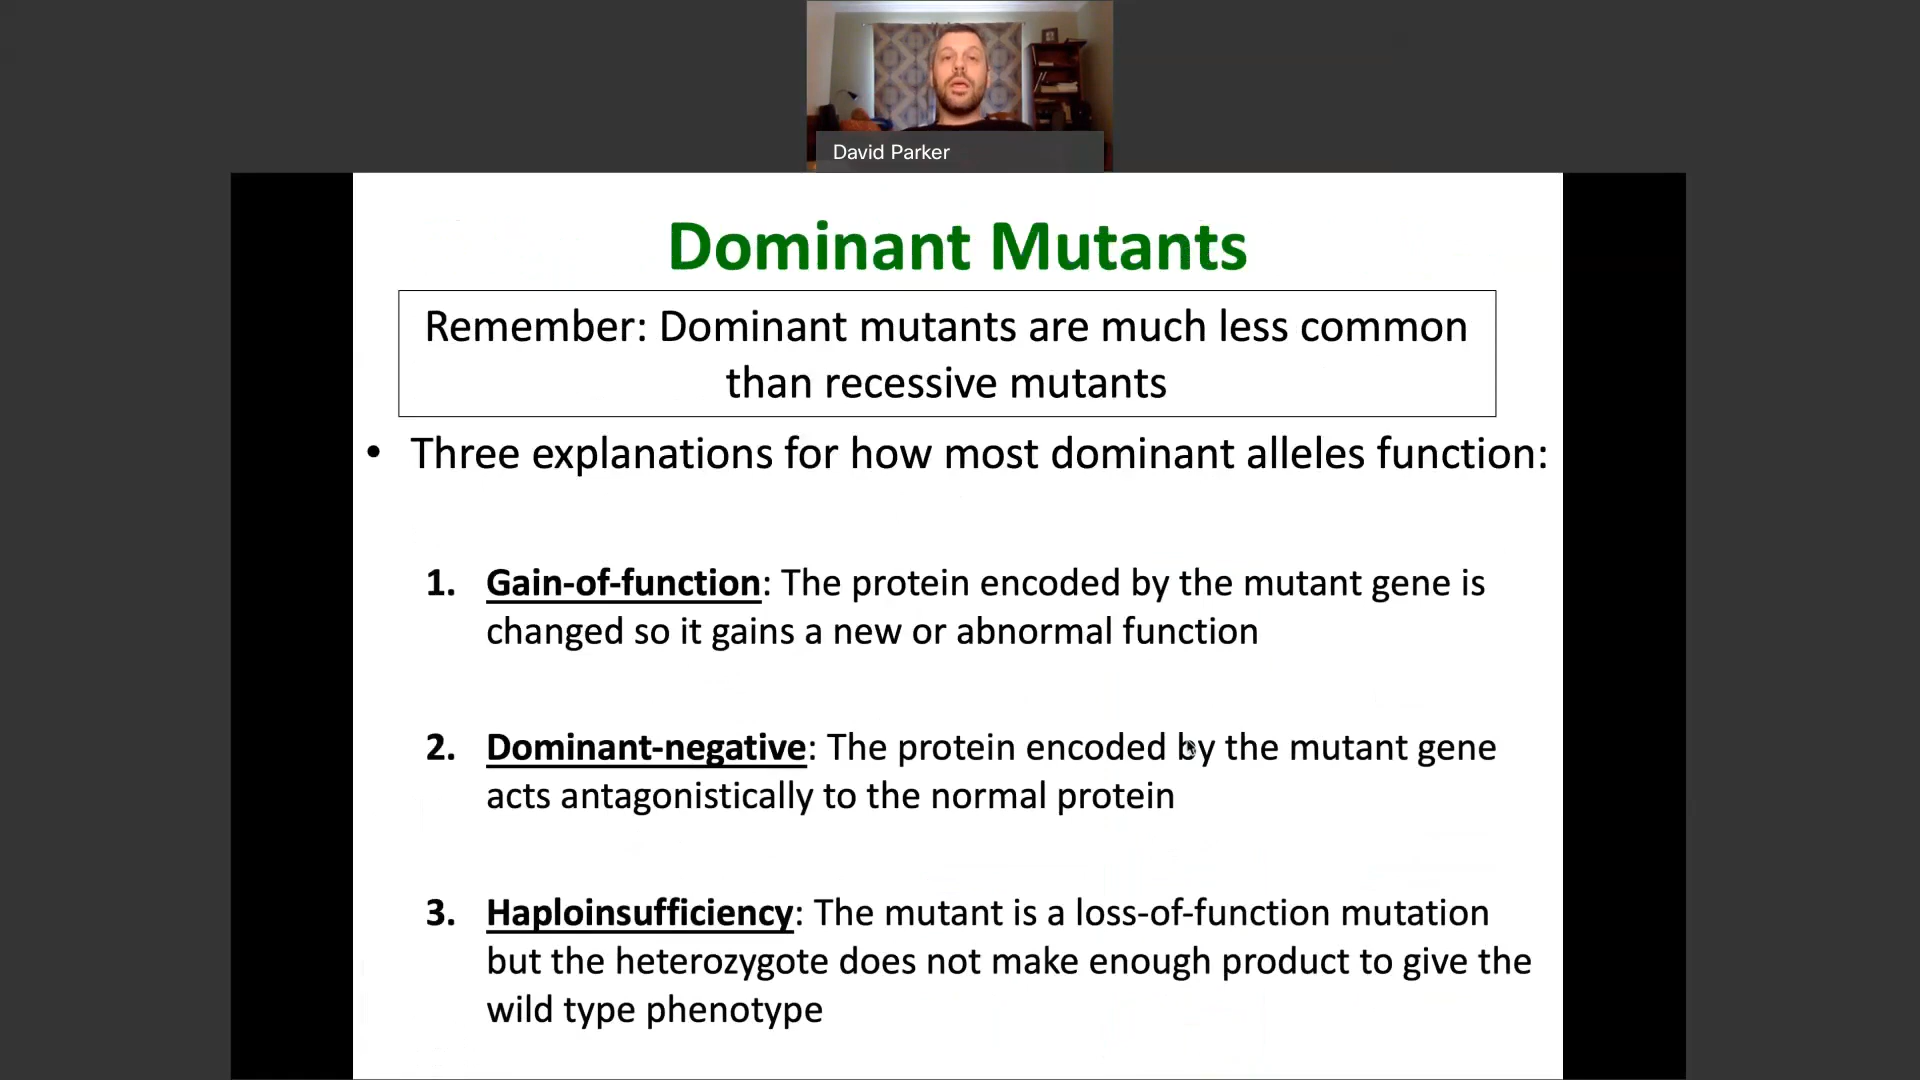 David Parker
Dominant Mutants
Remember: Dominant mutants are much less common
than recessive mutants
• Three explanations for how most dominant alleles function:
1. Gain-of-function: The protein encoded by the mutant gene is
changed so it gains a new or abnormal function
2. Dominant-negative: The protein encoded by the mutant gene
acts antagonistically to the normal protein
3. Haploinsufficiency: The mutant is a loss-of-function mutation
but the heterozygote does not make enough product to give the
wild type phenotype